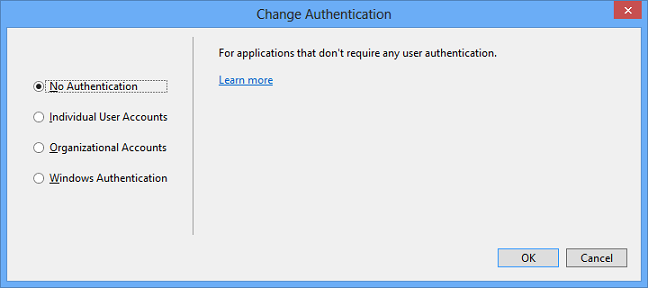 Change Authentication
No Authentication
Individual User Accounts
Organizational Accounts
Windows Authentication
For applications that don't require any user authentication.
Learn more
OK
Cancel